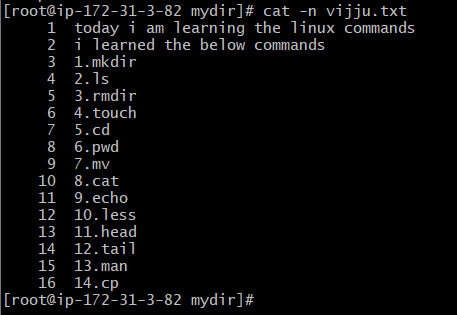 [root@ip-172-31-3-82 mydir]# cat -n vijju.txt
1 today i am learning the linux commands
2 i learned the below commands
3 1.mkdir
4 2.ls
5 3.rmdir
6 4.touch
7 5.cd
8 6.pwd
9 7.mv
10 8.cat
11 9.echo
12 10.less
13 11.head
14 12.tail
15 13.man
16 14.cp
[root@ip-172-31-3-82 mydir]#